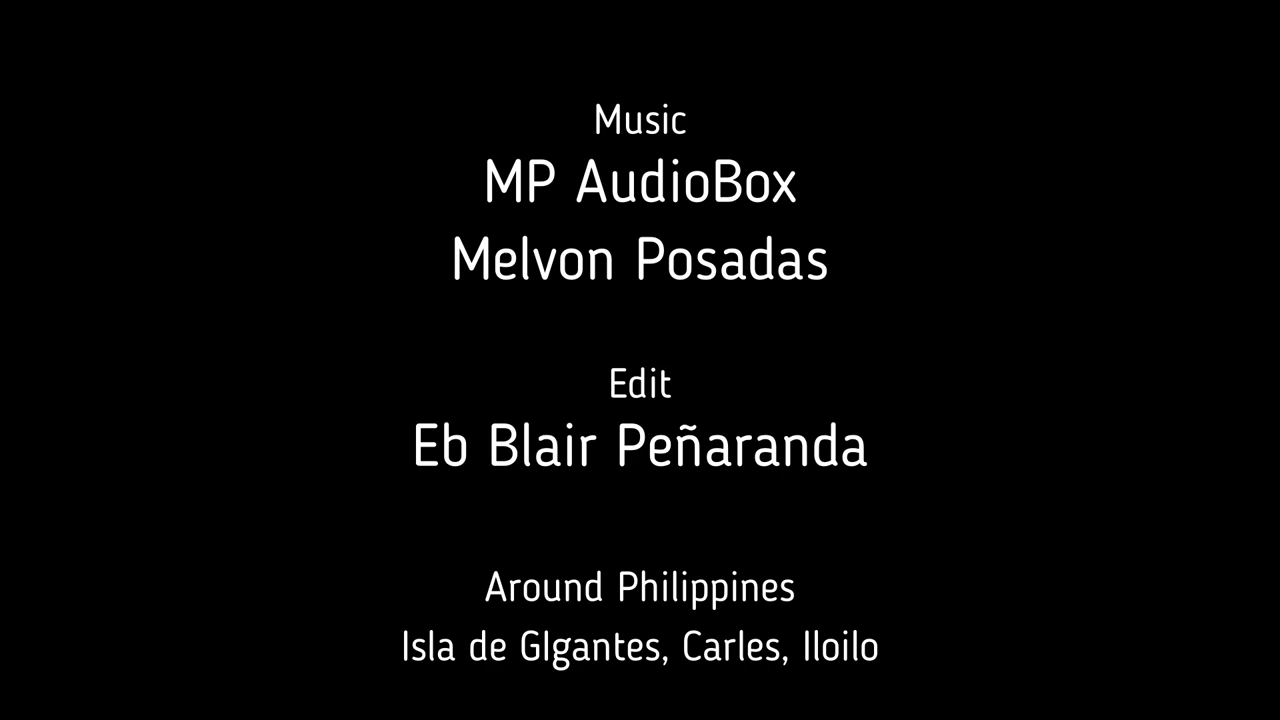 Music
MP AudioBox
Melvon Posadas
Edit
Eb Blair Peñaranda
Around Philippines
Isla de GIgantes, Carles, Iloilo